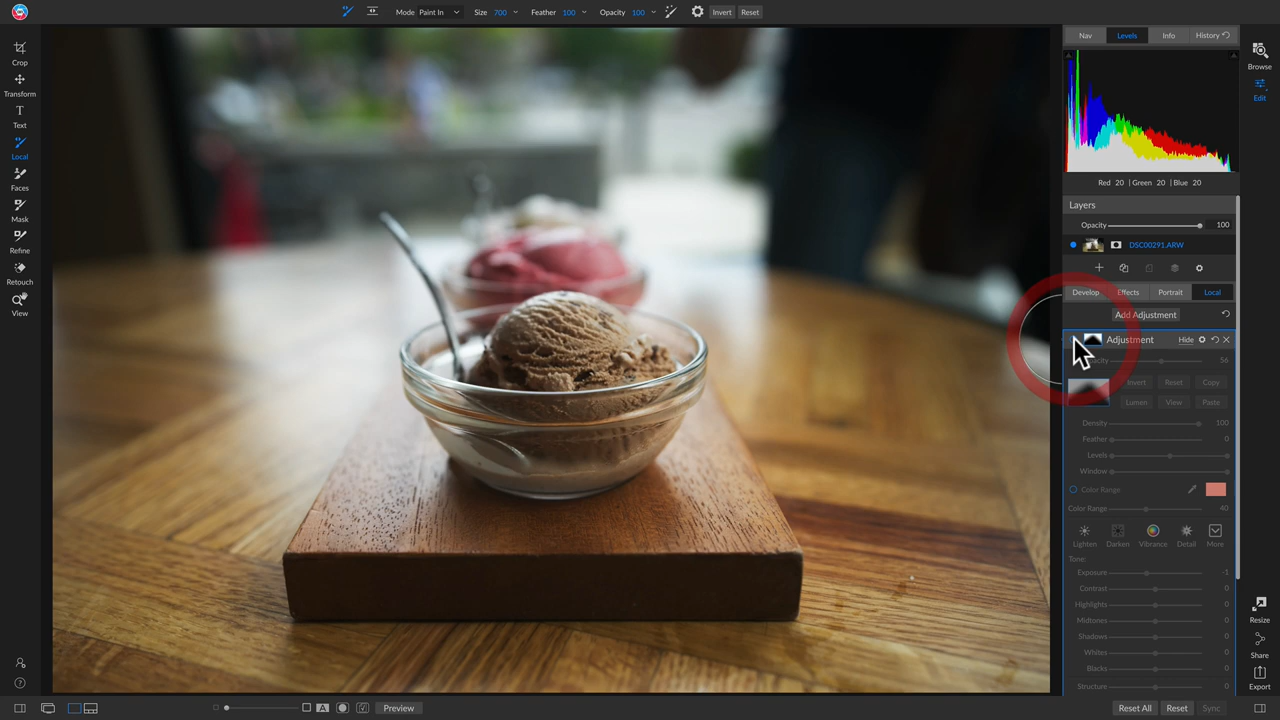 Mode Paint In Size 700 Feather 100 Opacity 100 Invert Reset
Crop
Transform
Text
Local
Faces
Mask
Refine
Retouch
View
Nav Levels Info History
Red 20 | Green 20 | Blue 20
Layers
Opacity 100
DSC00291.ARW
Develop Effects Portrait Local
Add Adjustment
Adjustment Hide
56
Invert Reset Copy
Lumen View Paste
Density 100
Feather 0
Levels
Window
Color Range
Color Range 40
Lighten Darken Vibrance Detail More
Tone:
Exposure -1
Contrast 0
Highlights 0
Midtones 0
Shadows 0
Whites 0
Blacks 0
Structure 0
Browse
Edit
Resize
Share
Export
A Preview
Reset All Reset Sync